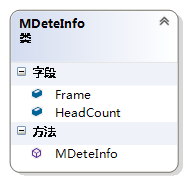 MDeteInfo
类
字段
Frame
HeadCount
方法
MDeteInfo